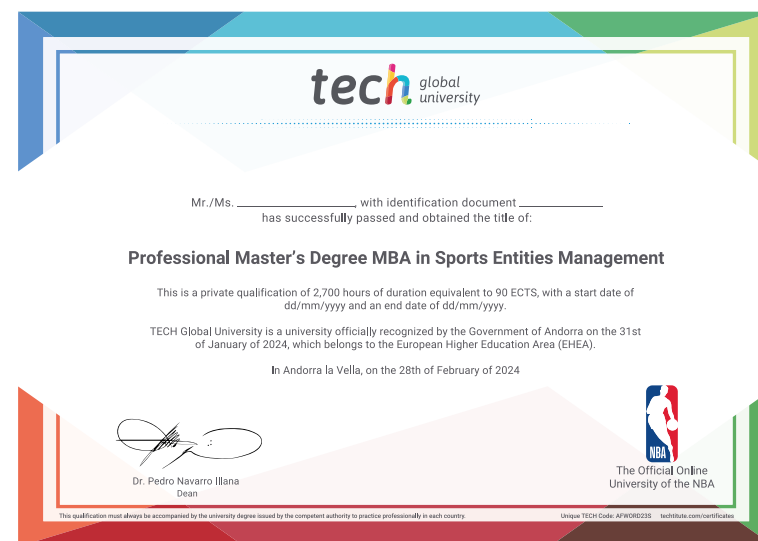 tech global university
Mr./Ms. ____________, with identification document ____________
has successfully passed and obtained the title of:
Professional Master's Degree MBA in Sports Entities Management
This is a private qualification of 2,700 hours of duration equivalent to 90 ECTS, with a start date of
dd/mm/yyyy and an end date of dd/mm/yyyy.
TECH Global University is a university officially recognized by the Government of Andorra on the 31st
of January of 2024, which belongs to the European Higher Education Area (EHEA).
In Andorra la Vella, on the 28th of February of 2024
NBA
Dr. Pedro Navarro Illana
Dean
The Official Online
University of the NBA
This qualification must always be accompanied by the university degree issued by the competent authority to practice professionally in each country.
Unique TECH Code: AFWORD23S techtitute.com/certificates